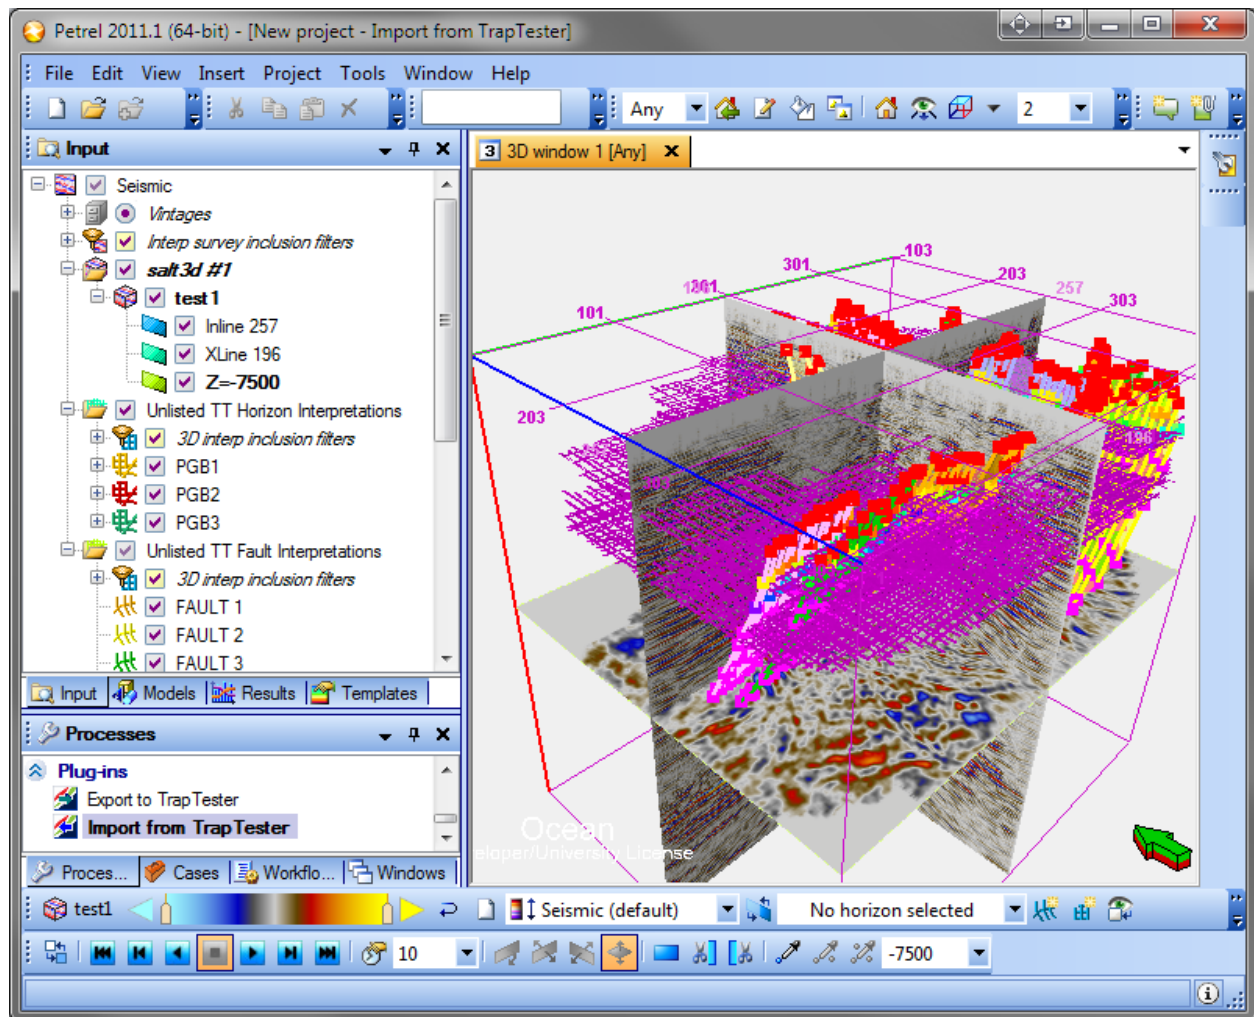 Petrel 2011.1 (64-bit) - [New project - Import from TrapTester]
File Edit View Insert Project Tools Window Help
Any 2
Input
3 3D window 1 [Any]
Seismic
Vintages
Interp survey inclusion filters
salt3d #1
test1
Inline 257
XLine 196
Z=-7500
Unlisted TT Horizon Interpretations
3D interp inclusion filters
PGB1
PGB2
PGB3
Unlisted TT Fault Interpretations
3D interp inclusion filters
FAULT 1
FAULT 2
FAULT 3
103
301
203
257
303
101
203
196
Input Models Results Templates
Processes
Plug-ins
Export to TrapTester
Import from TrapTester
Ocean
eloper/University License
Proces... Cases Workflo... Windows
test1 Seismic (default) No horizon selected
10 -7500